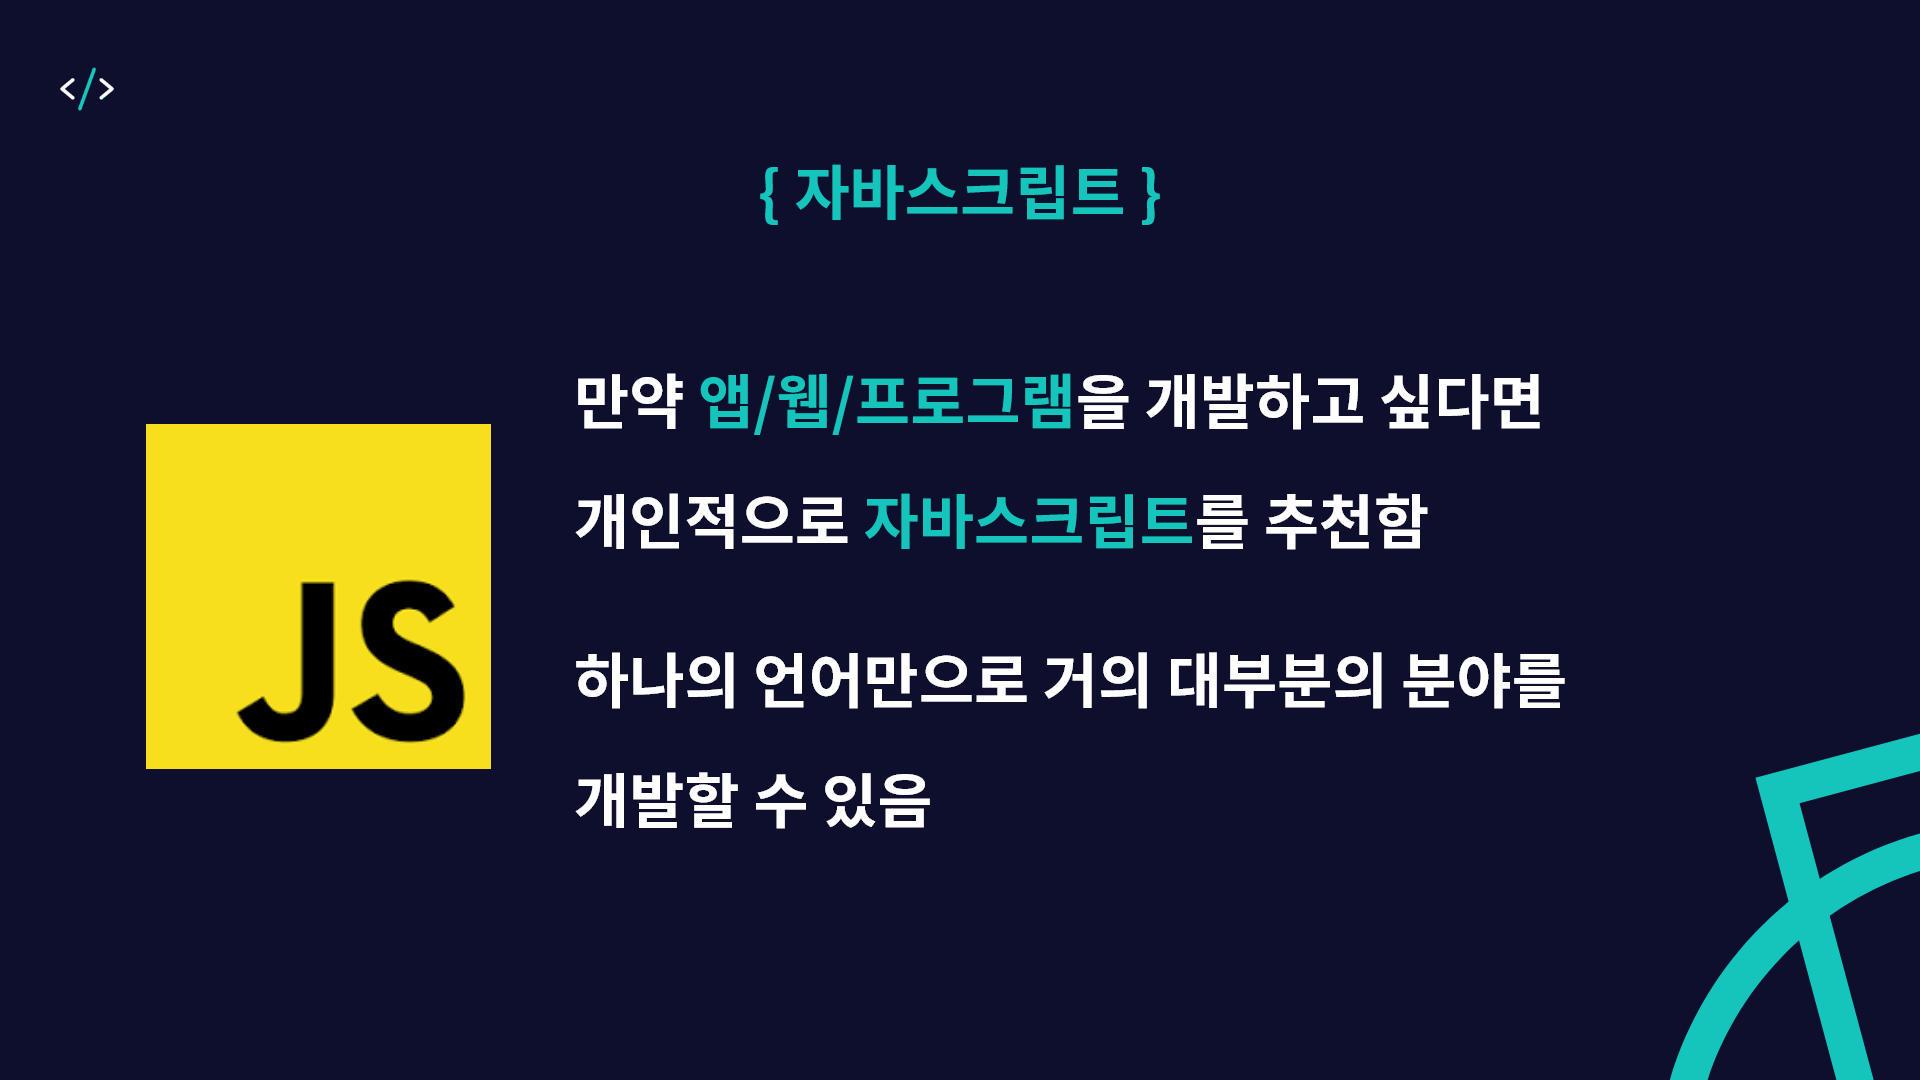 </>
{ 자바스크립트 }
만약 앱/웹/프로그램을 개발하고 싶다면
개인적으로 자바스크립트를 추천함
JS
하나의 언어만으로 거의 대부분의 분야를
개발할 수 있음